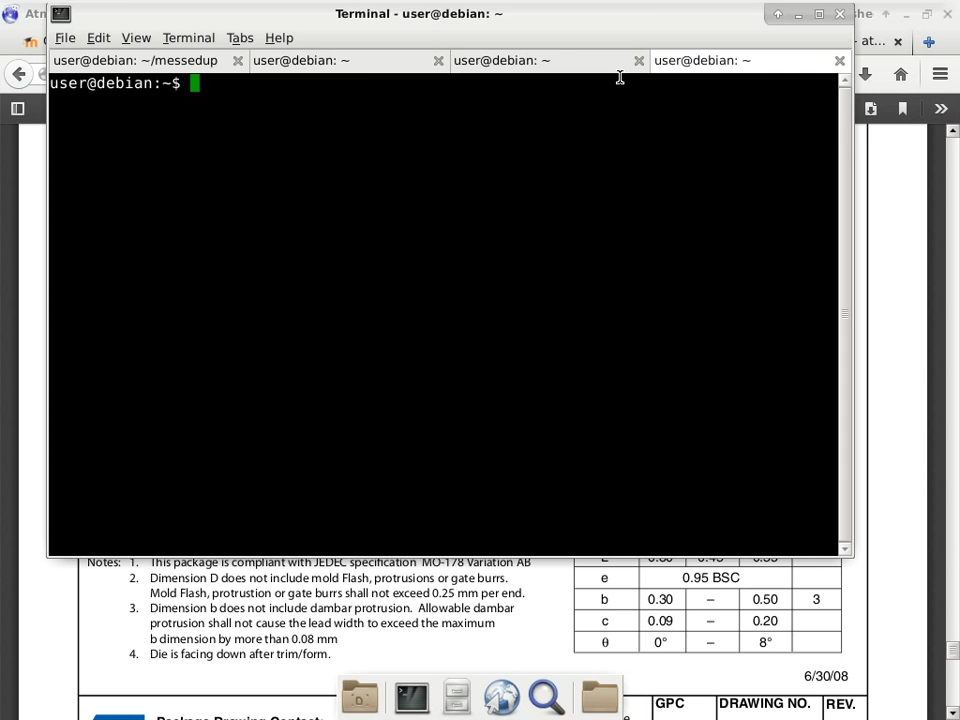 Terminal - user@debian: ~
File Edit View Terminal Tabs Help
user@debian: ~/messedup
user@debian: ~
user@debian: ~
user@debian: ~
user@debian:~$
Notes: 1. This package is compliant with JEDEC specification MO-178 Variation AB
2. Dimension D does not include mold Flash, protrusions or gate burrs.
Mold Flash, protrustion or gate burrs shall not exceed 0.25 mm per end.
3. Dimension b does not include dambar protrusion. Allowable dambar
protrusion shall not cause the lead width to exceed the maximum
b dimension by more than 0.08 mm
4. Die is facing down after trim/form.
e 0.95 BSC
b 0.30 – 0.50 3
c 0.09 – 0.20
θ 0° – 8°
6/30/08
GPC DRAWING NO. REV.
Package Drawing Contact: